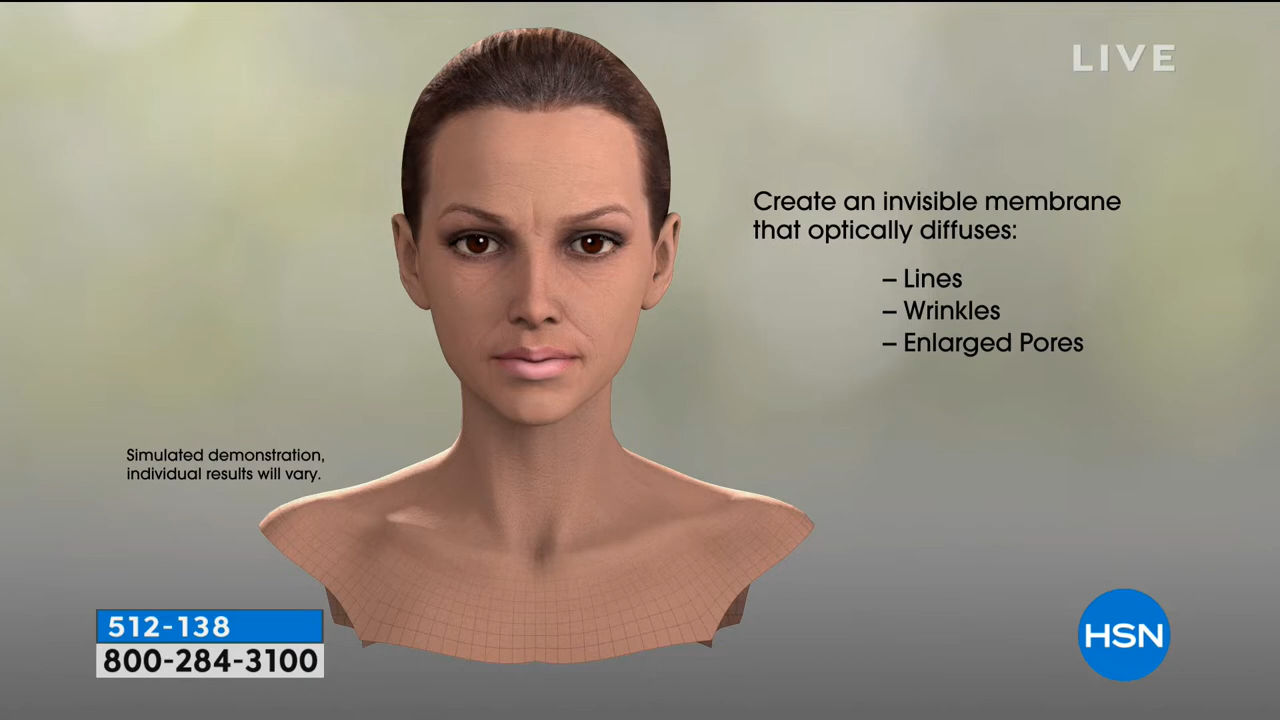 LIVE
Create an invisible membrane
that optically diffuses:
– Lines
– Wrinkles
– Enlarged Pores
Simulated demonstration,
individual results will vary.
512-138
800-284-3100
HSN